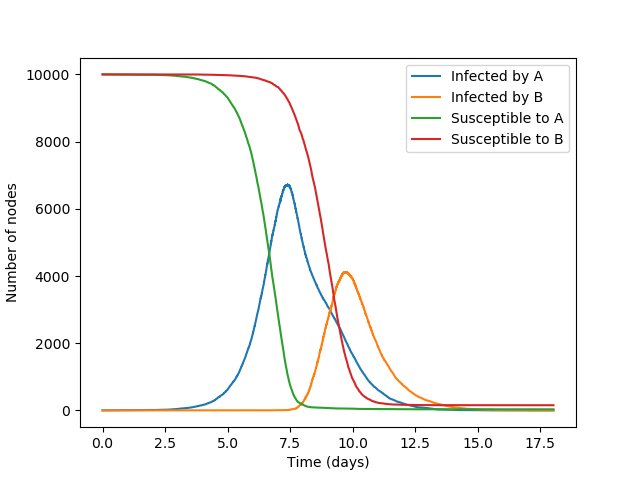 Number of nodes
10000
8000
6000
4000
2000
0
Infected by A
Infected by B
Susceptible to A
Susceptible to B
0.0 2.5 5.0 7.5 10.0 12.5 15.0 17.5
Time (days)